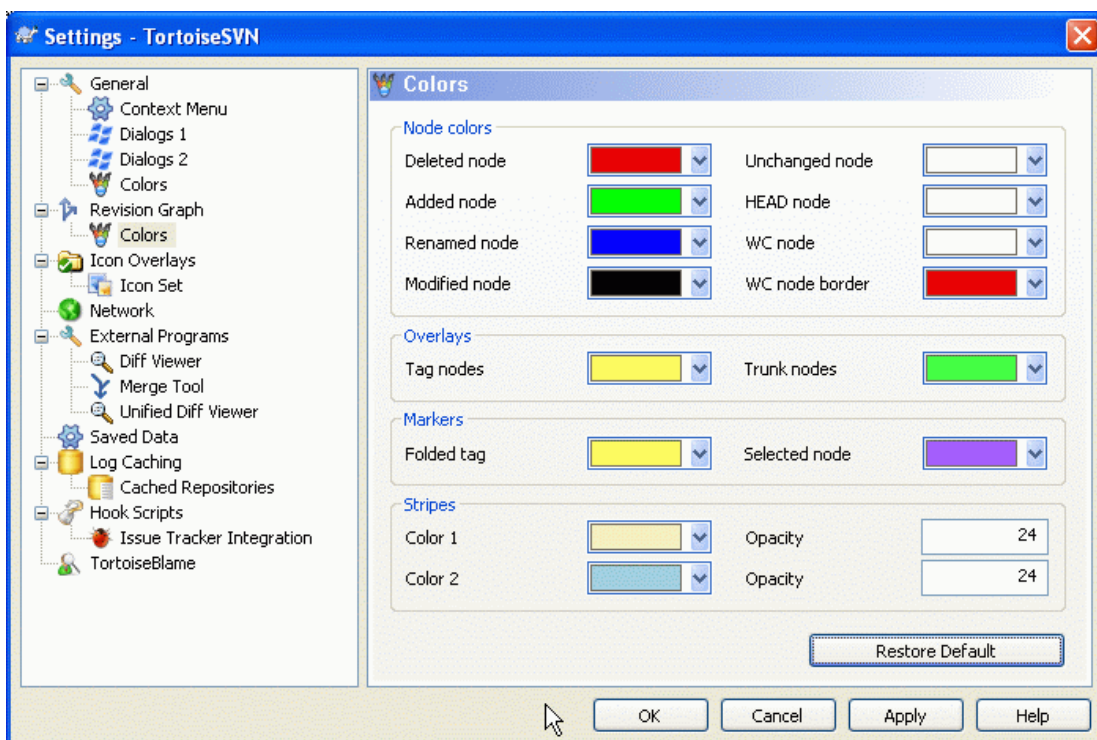 Settings - TortoiseSVN
General
Context Menu
Dialogs 1
Dialogs 2
Colors
Revision Graph
Colors
Icon Overlays
Icon Set
Network
External Programs
Diff Viewer
Merge Tool
Unified Diff Viewer
Saved Data
Log Caching
Cached Repositories
Hook Scripts
Issue Tracker Integration
TortoiseBlame
Colors
Node colors
Deleted node Unchanged node
Added node HEAD node
Renamed node WC node
Modified node WC node border
Overlays
Tag nodes Trunk nodes
Markers
Folded tag Selected node
Stripes
Color 1 Opacity 24
Color 2 Opacity 24
Restore Default
OK Cancel Apply Help